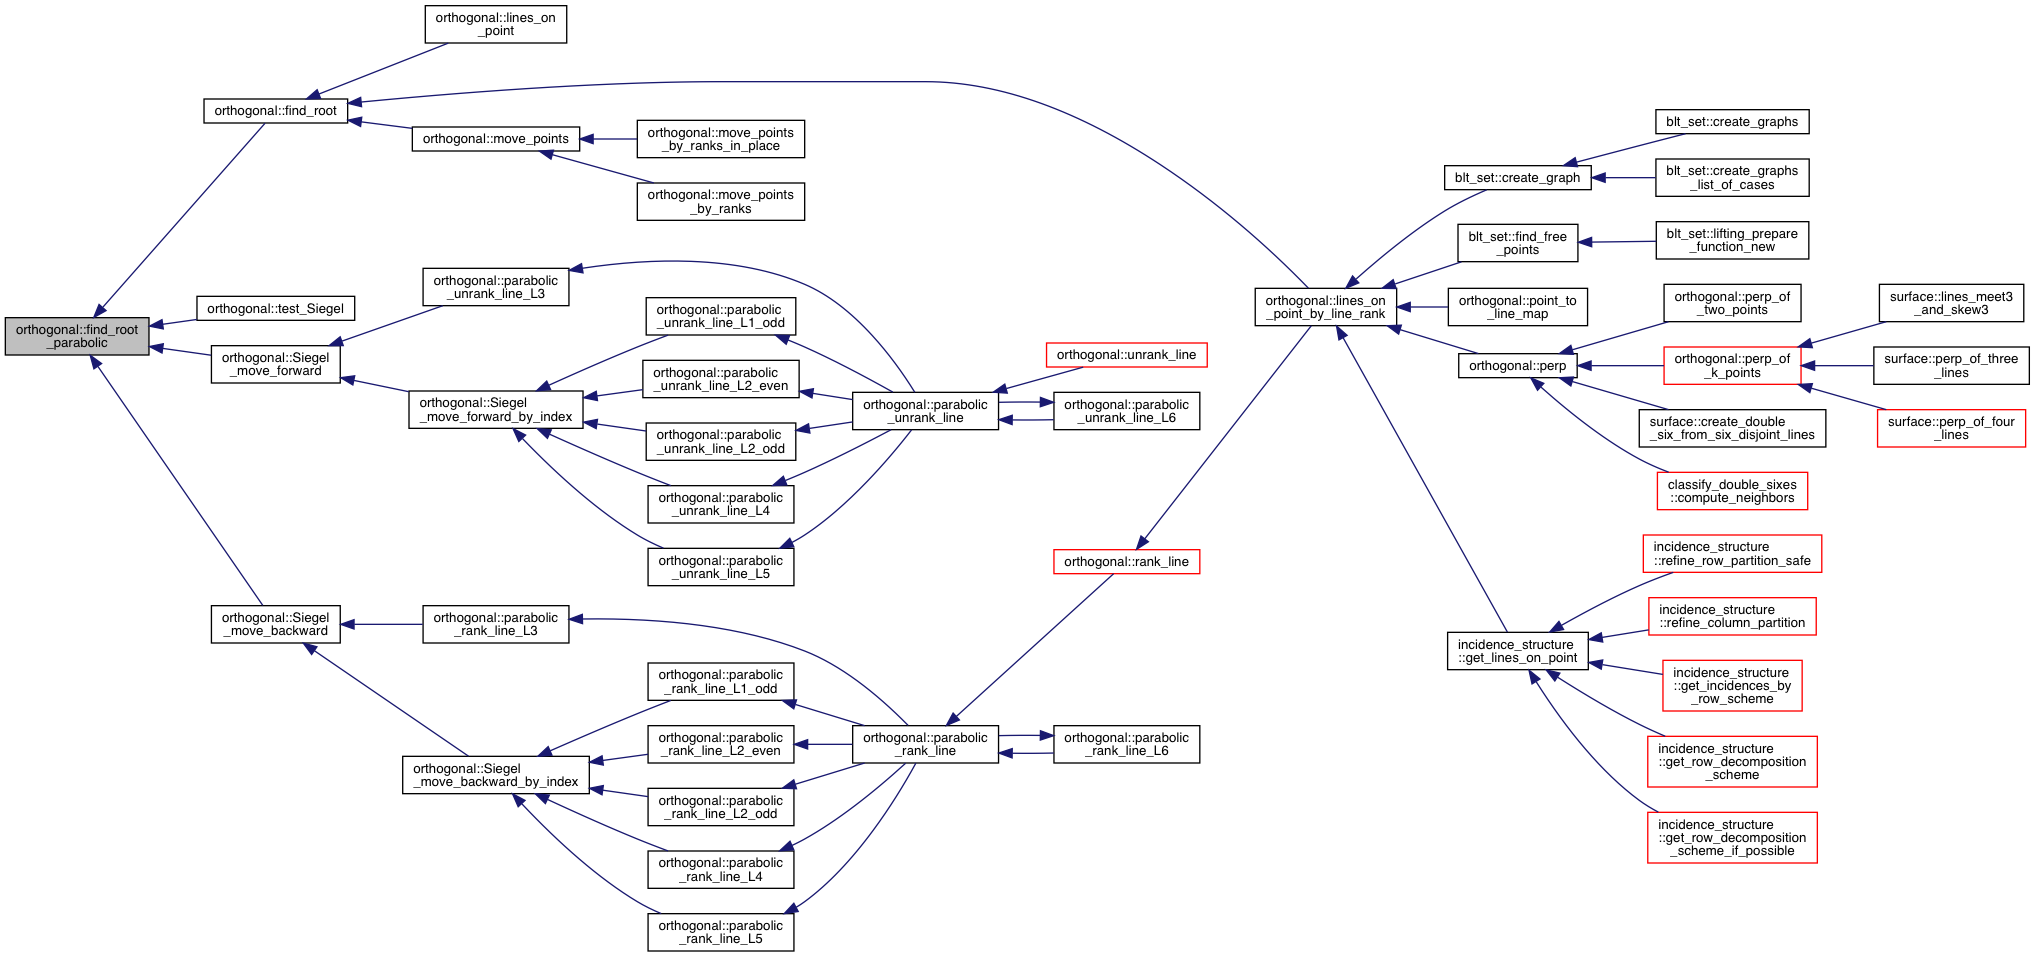 orthogonal::find_root
_parabolic
orthogonal::find_root
orthogonal::test_Siegel
orthogonal::Siegel
_move_forward
orthogonal::Siegel
_move_backward
orthogonal::lines_on
_point
orthogonal::move_points
orthogonal::parabolic
_unrank_line_L3
orthogonal::Siegel
_move_forward_by_index
orthogonal::parabolic
_rank_line_L3
orthogonal::Siegel
_move_backward_by_index
orthogonal::move_points
_by_ranks_in_place
orthogonal::move_points
_by_ranks
orthogonal::parabolic
_unrank_line_L1_odd
orthogonal::parabolic
_unrank_line_L2_even
orthogonal::parabolic
_unrank_line_L2_odd
orthogonal::parabolic
_unrank_line_L4
orthogonal::parabolic
_unrank_line_L5
orthogonal::parabolic
_rank_line_L1_odd
orthogonal::parabolic
_rank_line_L2_even
orthogonal::parabolic
_rank_line_L2_odd
orthogonal::parabolic
_rank_line_L4
orthogonal::parabolic
_rank_line_L5
orthogonal::parabolic
_unrank_line
orthogonal::parabolic
_rank_line
orthogonal::unrank_line
orthogonal::parabolic
_unrank_line_L6
orthogonal::rank_line
orthogonal::parabolic
_rank_line_L6
orthogonal::lines_on
_point_by_line_rank
blt_set::create_graph
blt_set::find_free
_points
orthogonal::point_to
_line_map
orthogonal::perp
incidence_structure
::get_lines_on_point
blt_set::create_graphs
blt_set::create_graphs
_list_of_cases
blt_set::lifting_prepare
_function_new
orthogonal::perp_of
_two_points
orthogonal::perp_of
_k_points
surface::create_double
_six_from_six_disjoint_lines
classify_double_sixes
::compute_neighbors
incidence_structure
::refine_row_partition_safe
incidence_structure
::refine_column_partition
incidence_structure
::get_incidences_by
_row_scheme
incidence_structure
::get_row_decomposition
_scheme
incidence_structure
::get_row_decomposition
_scheme_if_possible
surface::lines_meet3
_and_skew3
surface::perp_of_three
_lines
surface::perp_of_four
_lines